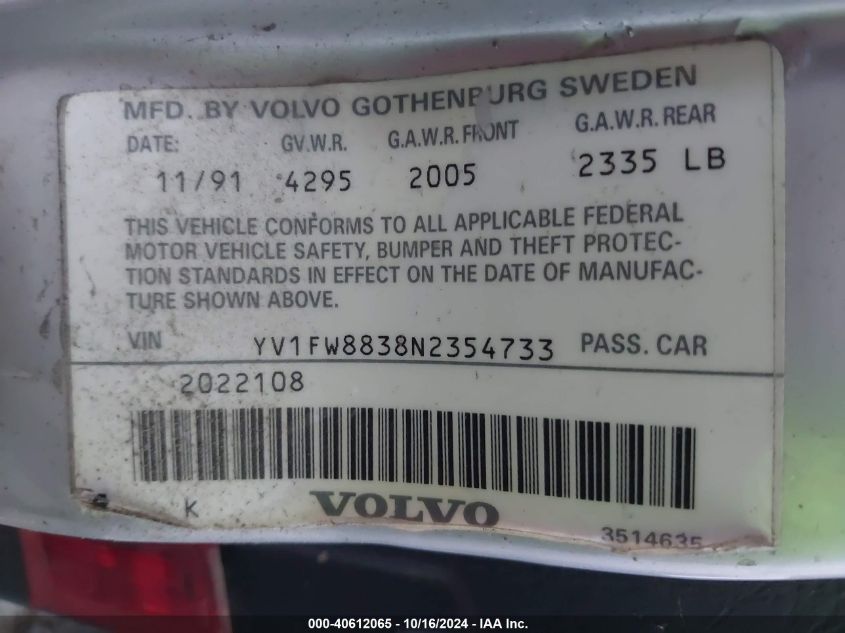 MFD. BY VOLVO GOTHENBURG SWEDEN
DATE: G.V.W.R. G.A.W.R. FRONT G.A.W.R. REAR
11/91 4295 2005 2335 LB
THIS VEHICLE CONFORMS TO ALL APPLICABLE FEDERAL
MOTOR VEHICLE SAFETY, BUMPER AND THEFT PROTEC-
TION STANDARDS IN EFFECT ON THE DATE OF MANUFAC-
TURE SHOWN ABOVE.
VIN YV1FW8838N2354733 PASS. CAR
2022108
K VOLVO 3514635
000-40612065 - 10/16/2024 - IAA Inc.